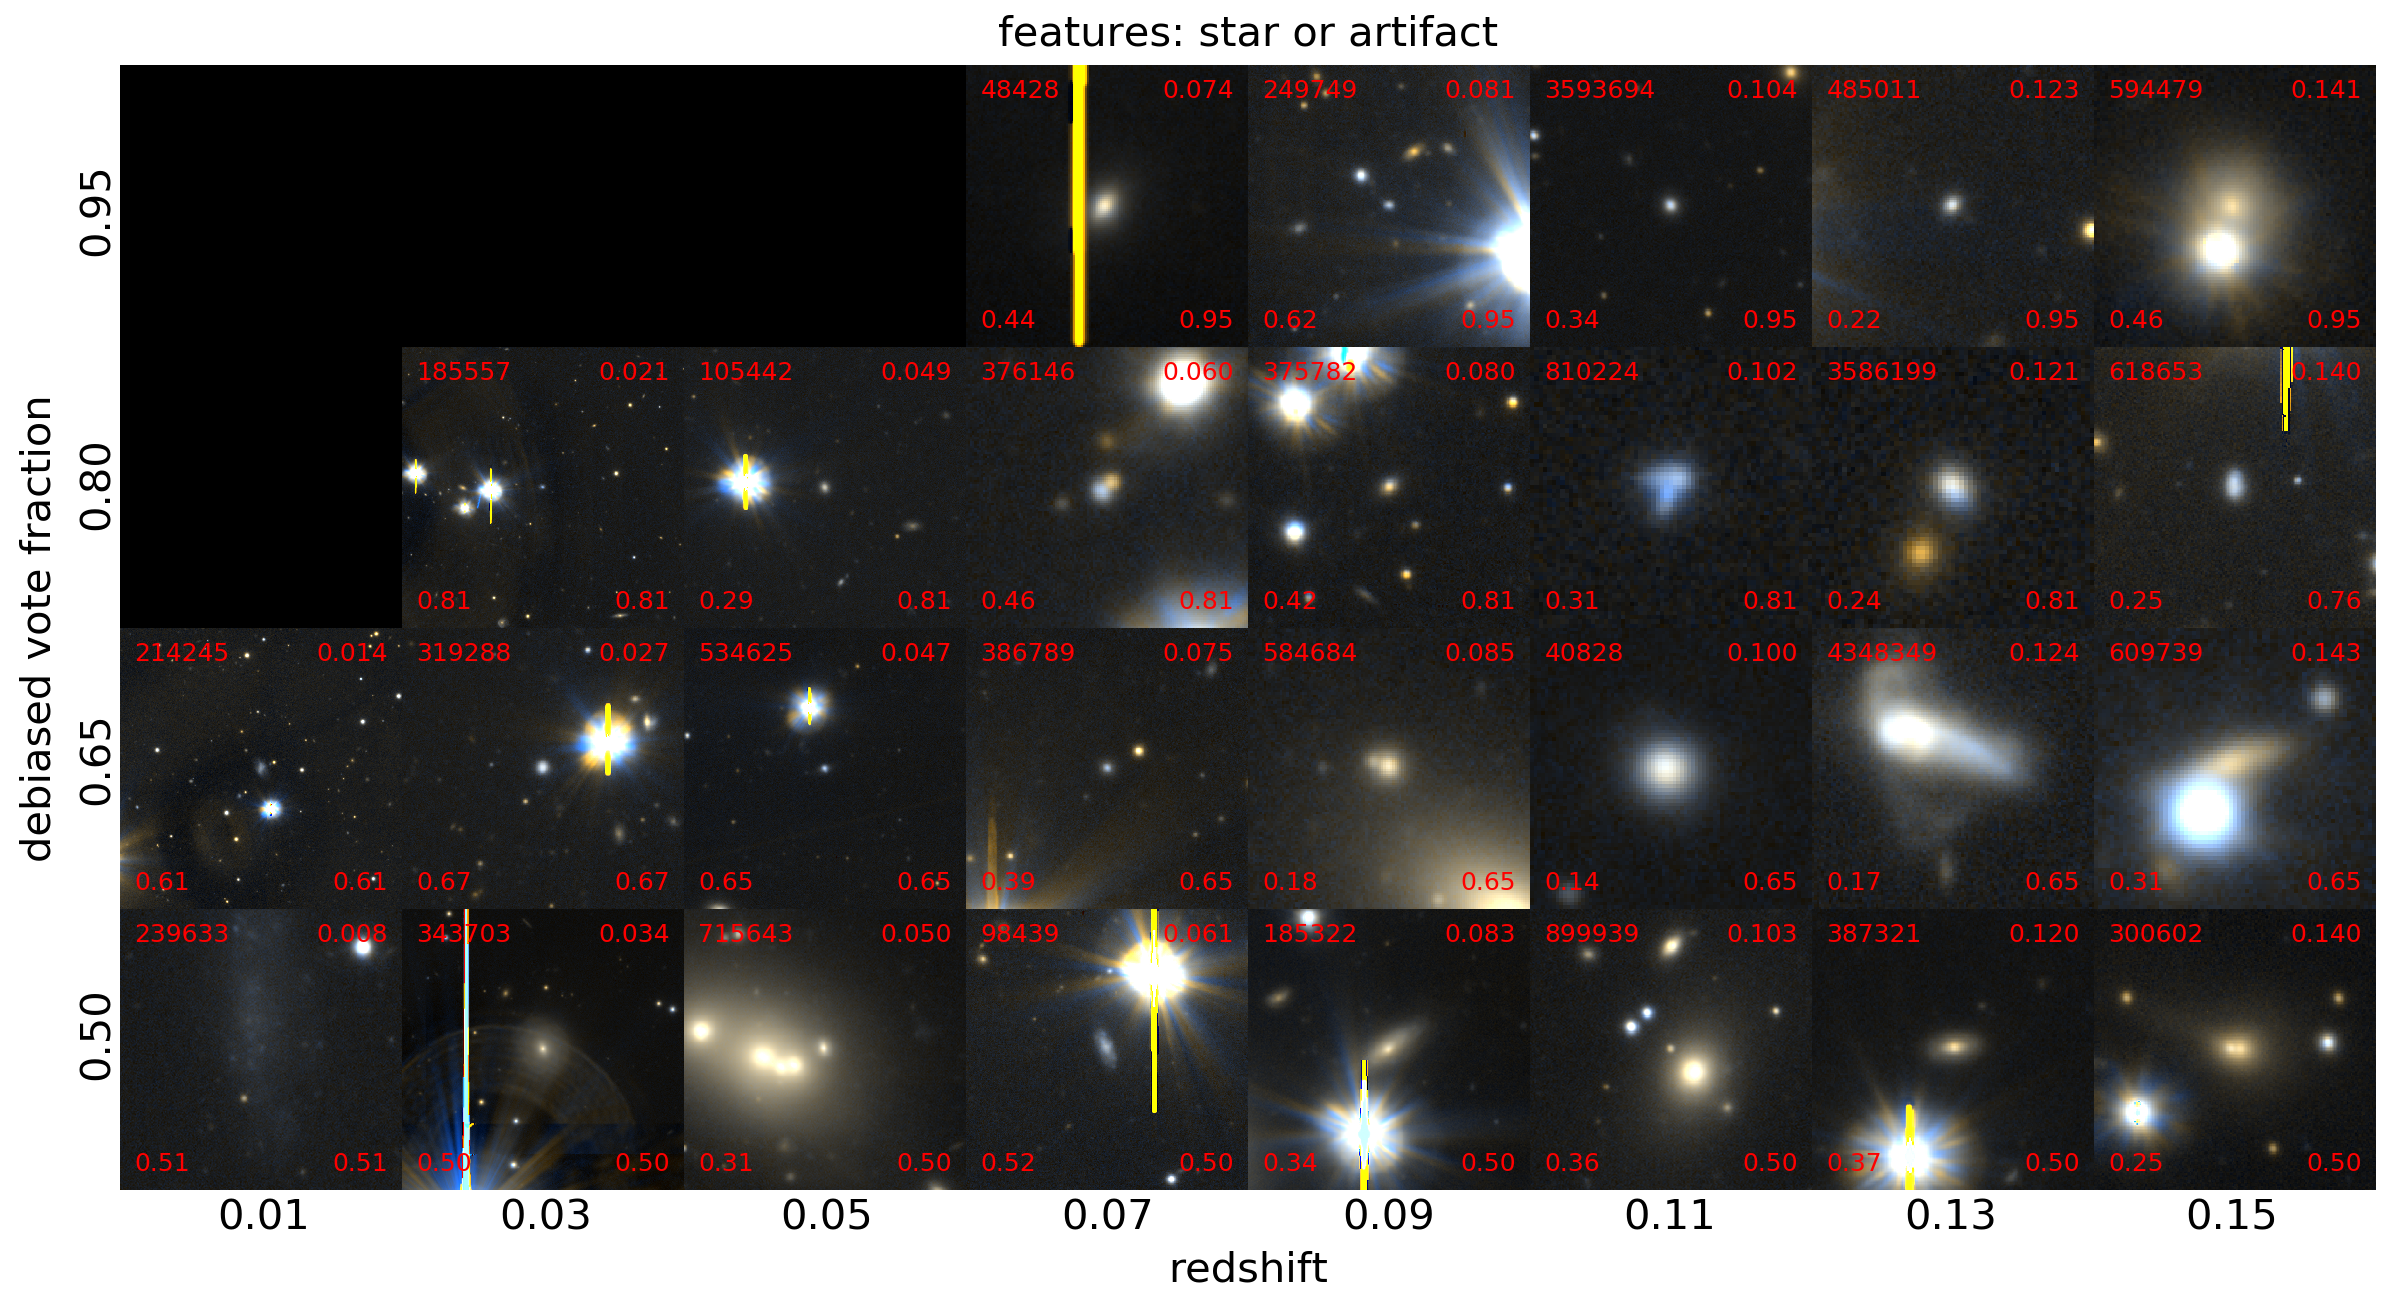 features: star or artifact
debiased vote fraction
0.95
48428 0.074 249749 0.081 3593694 0.104 485011 0.123 594479 0.141
0.44 0.95 0.62 0.95 0.34 0.95 0.22 0.95 0.46 0.95
0.80
185557 0.021 105442 0.049 376146 0.060 375782 0.080 810224 0.102 3586199 0.121 618653 0.140
0.81 0.81 0.29 0.81 0.46 0.81 0.42 0.81 0.31 0.81 0.24 0.81 0.25 0.76
0.65
214245 0.014 319288 0.027 534625 0.047 386789 0.075 584684 0.085 40828 0.100 4348349 0.124 609739 0.143
0.61 0.61 0.67 0.67 0.65 0.65 0.39 0.65 0.18 0.65 0.14 0.65 0.17 0.65 0.31 0.65
0.50
239633 0.008 343703 0.034 715643 0.050 98439 0.061 185322 0.083 899939 0.103 387321 0.120 300602 0.140
0.51 0.51 0.50 0.50 0.31 0.50 0.52 0.50 0.34 0.50 0.36 0.50 0.37 0.50 0.25 0.50
0.01 0.03 0.05 0.07 0.09 0.11 0.13 0.15
redshift